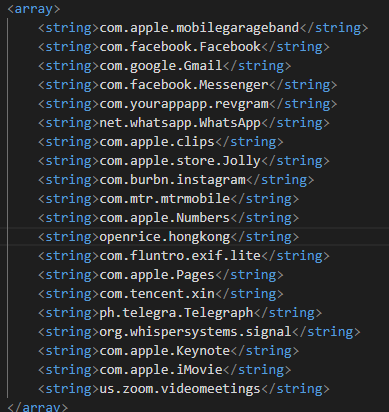 <array>
<string>com.apple.mobilegarageband</string>
<string>com.facebook.Facebook</string>
<string>com.google.Gmail</string>
<string>com.facebook.Messenger</string>
<string>com.yourappapp.revgram</string>
<string>net.whatsapp.WhatsApp</string>
<string>com.apple.clips</string>
<string>com.apple.store.Jolly</string>
<string>com.burbn.instagram</string>
<string>com.mtr.mtrmobile</string>
<string>com.apple.Numbers</string>
<string>openrice.hongkong</string>
<string>com.fluntro.exif.lite</string>
<string>com.apple.Pages</string>
<string>com.tencent.xin</string>
<string>ph.telegra.Telegraph</string>
<string>org.whispersystems.signal</string>
<string>com.apple.Keynote</string>
<string>com.apple.iMovie</string>
<string>us.zoom.videomeetings</string>
</array>